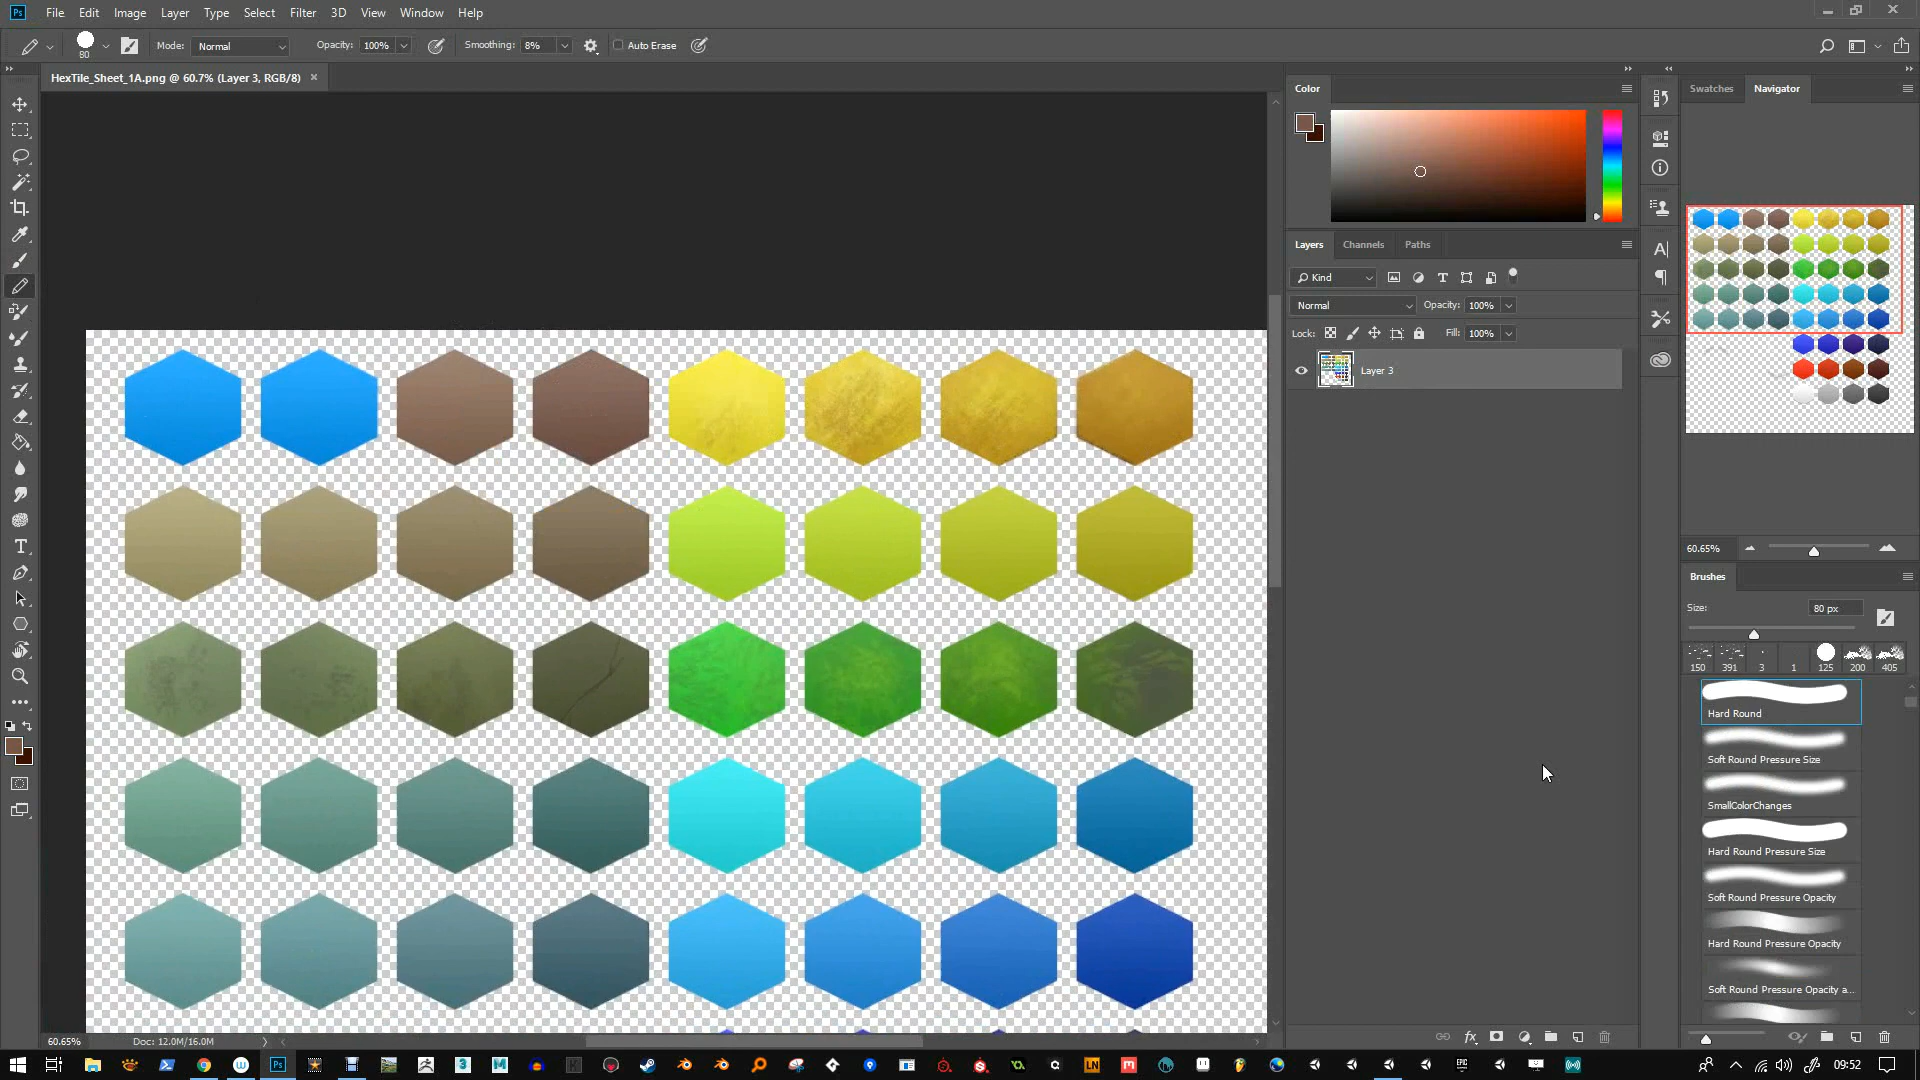 Ps File Edit Image Layer Type Select Filter 3D View Window Help
80 Mode: Normal Opacity: 100% Smoothing: 8% Auto Erase
HexTile_Sheet_1A.png @ 60.7% (Layer 3, RGB/8)
Color
Swatches Navigator
Layers Channels Paths
Kind
Normal Opacity: 100%
Lock: Fill: 100%
Layer 3
60.65%
Brushes
Size: 80 px
150 391 3 1 125 200 405
Hard Round
Soft Round Pressure Size
SmallColorChanges
Hard Round Pressure Size
Soft Round Pressure Opacity
Hard Round Pressure Opacity
Soft Round Pressure Opacity a...
60.65% Doc: 12.0M/16.0M
09:52